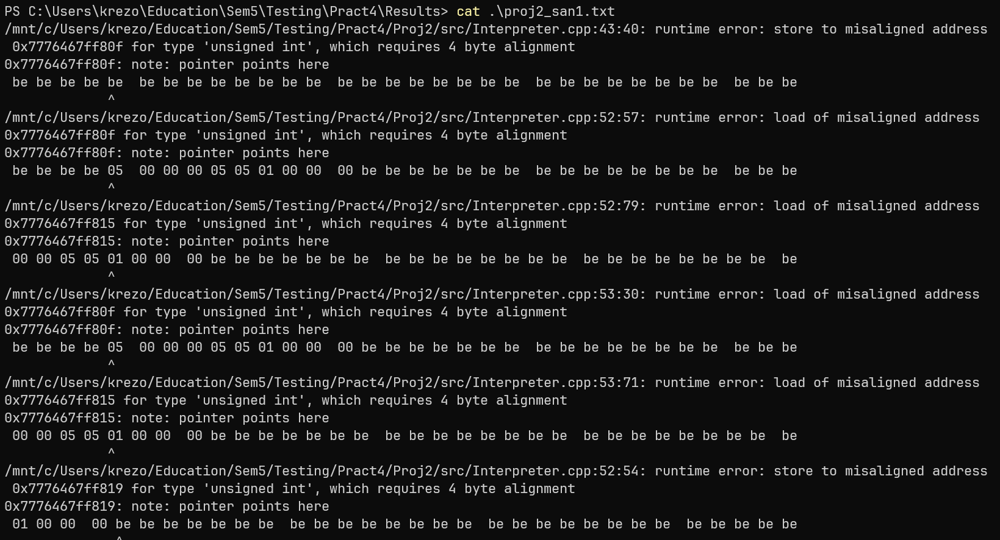 PS C:\Users\krezo\Education\Sem5\Testing\Pract4\Results> cat .\proj2_san1.txt
/mnt/c/Users/krezo/Education/Sem5/Testing/Pract4/Proj2/src/Interpreter.cpp:43:40: runtime error: store to misaligned address
 0x7776467ff80f for type 'unsigned int', which requires 4 byte alignment
0x7776467ff80f: note: pointer points here
 be be be be be  be be be be be be be be  be be be be be be be be  be be be be be be be be  be be be
             ^
/mnt/c/Users/krezo/Education/Sem5/Testing/Pract4/Proj2/src/Interpreter.cpp:52:57: runtime error: load of misaligned address
0x7776467ff80f for type 'unsigned int', which requires 4 byte alignment
0x7776467ff80f: note: pointer points here
 be be be be 05  00 00 00 05 05 01 00 00  00 be be be be be be be  be be be be be be be be  be be be
             ^
/mnt/c/Users/krezo/Education/Sem5/Testing/Pract4/Proj2/src/Interpreter.cpp:52:79: runtime error: load of misaligned address
0x7776467ff815 for type 'unsigned int', which requires 4 byte alignment
0x7776467ff815: note: pointer points here
 00 00 05 05 01 00 00  00 be be be be be be be  be be be be be be be be  be be be be be be be be  be
             ^
/mnt/c/Users/krezo/Education/Sem5/Testing/Pract4/Proj2/src/Interpreter.cpp:53:30: runtime error: load of misaligned address
0x7776467ff80f for type 'unsigned int', which requires 4 byte alignment
0x7776467ff80f: note: pointer points here
 be be be be 05  00 00 00 05 05 01 00 00  00 be be be be be be be  be be be be be be be be  be be be
             ^
/mnt/c/Users/krezo/Education/Sem5/Testing/Pract4/Proj2/src/Interpreter.cpp:53:71: runtime error: load of misaligned address
0x7776467ff815 for type 'unsigned int', which requires 4 byte alignment
0x7776467ff815: note: pointer points here
 00 00 05 05 01 00 00  00 be be be be be be be  be be be be be be be be  be be be be be be be be  be
             ^
/mnt/c/Users/krezo/Education/Sem5/Testing/Pract4/Proj2/src/Interpreter.cpp:52:54: runtime error: store to misaligned address
 0x7776467ff819 for type 'unsigned int', which requires 4 byte alignment
0x7776467ff819: note: pointer points here
 01 00 00  00 be be be be be be be  be be be be be be be be  be be be be be be be be  be be be be be
              ^